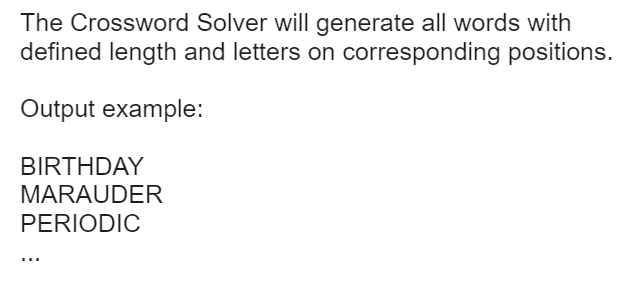 The Crossword Solver will generate all words with
defined length and letters on corresponding positions.
Output example:
BIRTHDAY
MARAUDER
PERIODIC
...